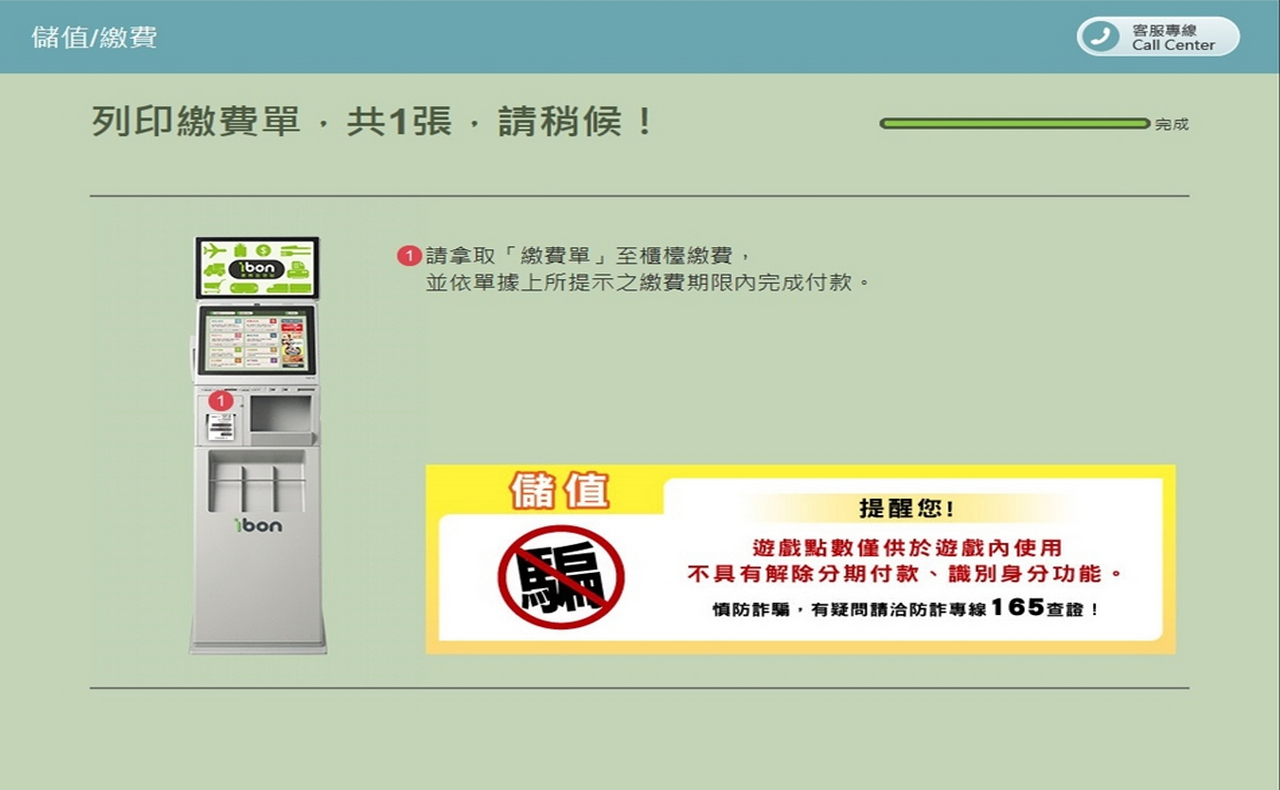 儲值/繳費
客服專線
Call Center
列印繳費單，共1張，請稍候！
完成
ibon
1
ibon
1 請拿取「繳費單」至櫃檯繳費，
並依單據上所提示之繳費期限內完成付款。
儲值
騙
提醒您!
遊戲點數僅供於遊戲內使用
不具有解除分期付款、識別身分功能。
慎防詐騙，有疑問請洽防詐專線165查證！